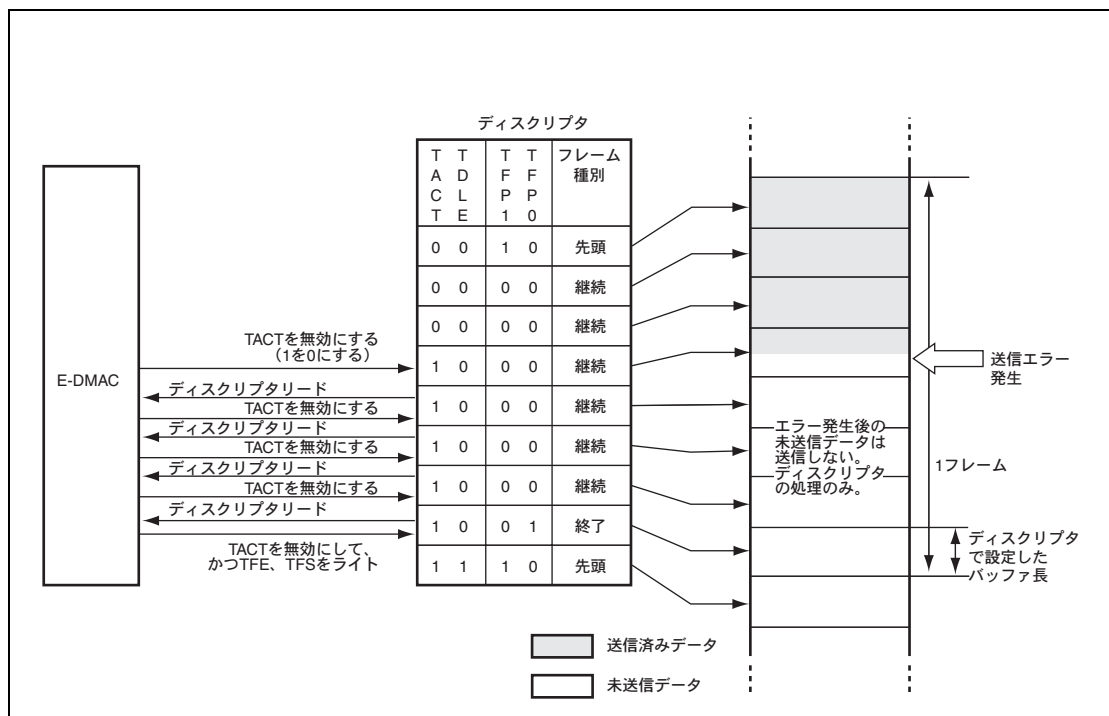 ディスクリプタ
TACT TDLE TFP1 TFP0 フレーム種別
0 0 1 0 先頭
0 0 0 0 継続
0 0 0 0 継続
1 0 0 0 継続
1 0 0 0 継続
1 0 0 0 継続
1 0 0 0 継続
1 0 0 1 終了
1 1 1 0 先頭
E-DMAC
TACTを無効にする
(1を0にする)
ディスクリプタリード
TACTを無効にする
ディスクリプタリード
TACTを無効にする
ディスクリプタリード
TACTを無効にする
ディスクリプタリード
TACTを無効にして、
かつTFE、TFSをライト
送信エラー
発生
エラー発生後の
未送信データは
送信しない。
ディスクリプタ
の処理のみ。
1フレーム
ディスクリプタ
で設定した
バッファ長
送信済みデータ
未送信データ